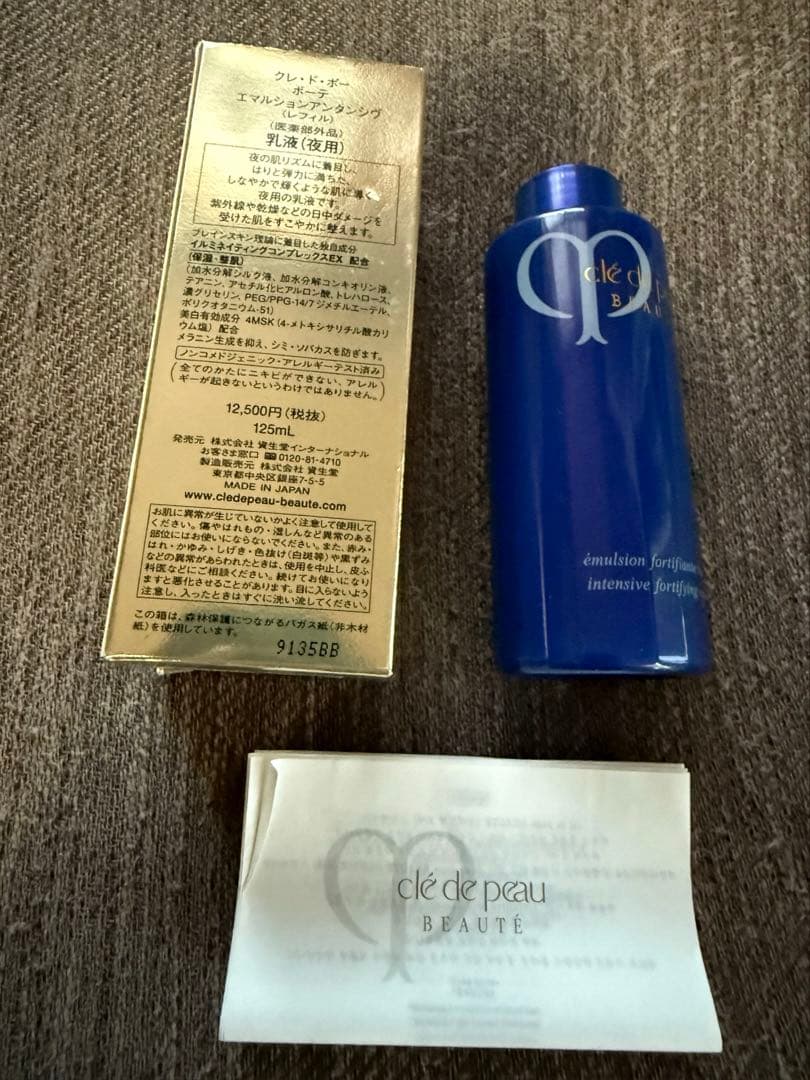 クレ・ド・ポー
ボーテ
エマルションアンタンシヴ
(レフィル)
(医薬部外品)
乳液(夜用)
夜の肌リズムに着目し、
はりと弾力に満ちた、
しなやかで輝くような肌に導く
夜用の乳液です。
紫外線や乾燥などの日中ダメージを
受けた肌をすこやかに整えます。
ブレインスキン理論に着目した独自成分
イルミネイティングコンプレックスEX 配合
(保湿・整肌)
(加水分解シルク液、加水分解コンキオリン液、
テアニン、アセチル化ヒアルロン酸、トレハロース、
濃グリセリン、PEG/PPG-14/7ジメチルエーテル、
ポリクオタニウム-51)
美白有効成分 4MSK (4-メトキシサリチル酸カリ
ウム塩) 配合
メラニン生成を抑え、シミ・ソバカスを防ぎます。
ノンコメドジェニック・アレルギーテスト済み
(全てのかたにニキビができない、アレル
ギーが起きないというわけではありません。)
12,500円(税抜)
125mL
発売元 株式会社 資生堂インターナショナル
お客さま窓口 0120-81-4710
製造販売元 株式会社 資生堂
東京都中央区銀座7-5-5
MADE IN JAPAN
www.cledepeau-beaute.com
お肌に異常が生じていないかよく注意して使用して
ください。傷やはれもの・湿しんなど異常のある
部位にはお使いにならないでください。また、赤み・
はれ・かゆみ・しげき・色抜け(白斑等)や黒ずみ
などの異常があらわれたときは、使用を中止し、皮ふ
科医などにご相談ください。続けてお使いになり
ますと悪化させることがあります。目に入らないよう
注意し、入ったときはすぐに洗い流してください。
この箱は、森林保護につながるバガス紙(非木材
紙)を使用しています。
9135BB
clé de p
BEAU
émulsion fortifiante
intensive fortifying
clé de peau
BEAUTÉ